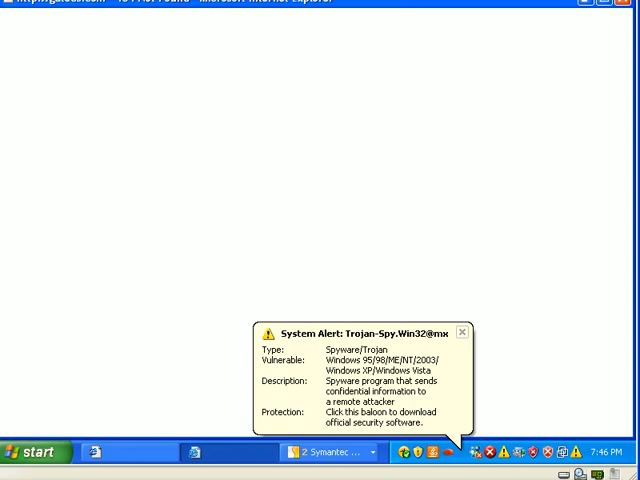 System Alert: Trojan-Spy.Win32@mx
Type: Spyware/Trojan
Vulnerable: Windows 95/98/ME/NT/2003/
Windows XP/Windows Vista
Description: Spyware program that sends
confidential information to
a remote attacker
Protection: Click this baloon to download
official security software.
start
2 Symantec ...
7:46 PM